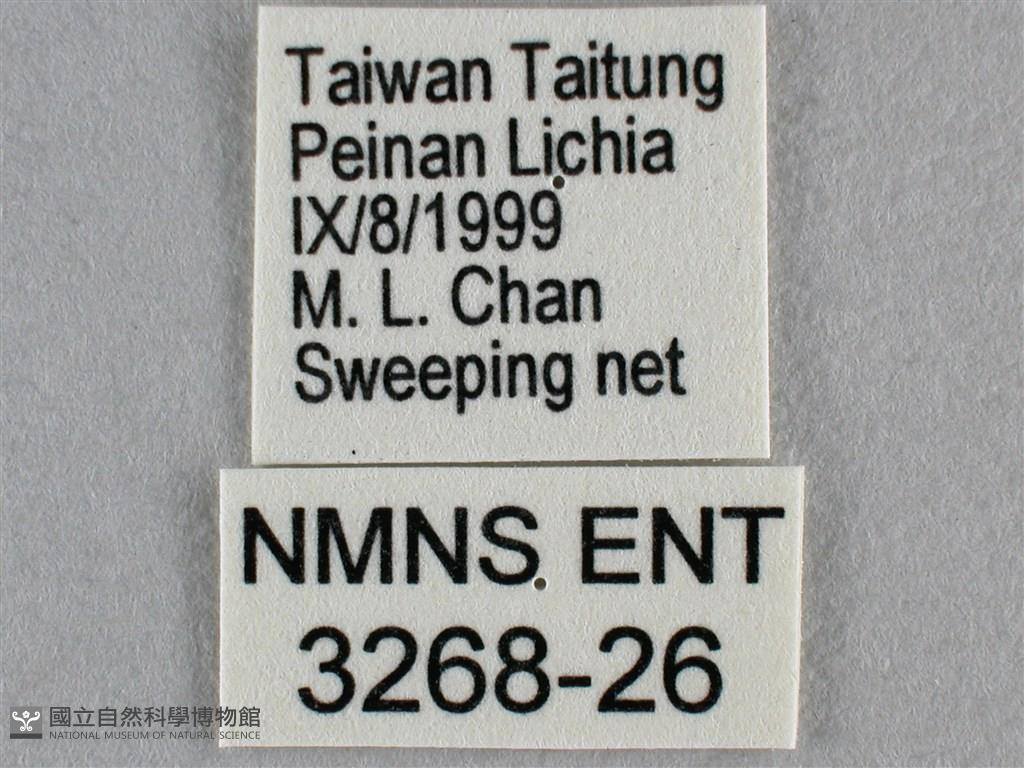 Taiwan Taitung
Peinan Lichia
IX/8/1999
M. L. Chan
Sweeping net
NMNS ENT
3268-26
國立自然科學博物館
NATIONAL MUSEUM OF NATURAL SCIENCE